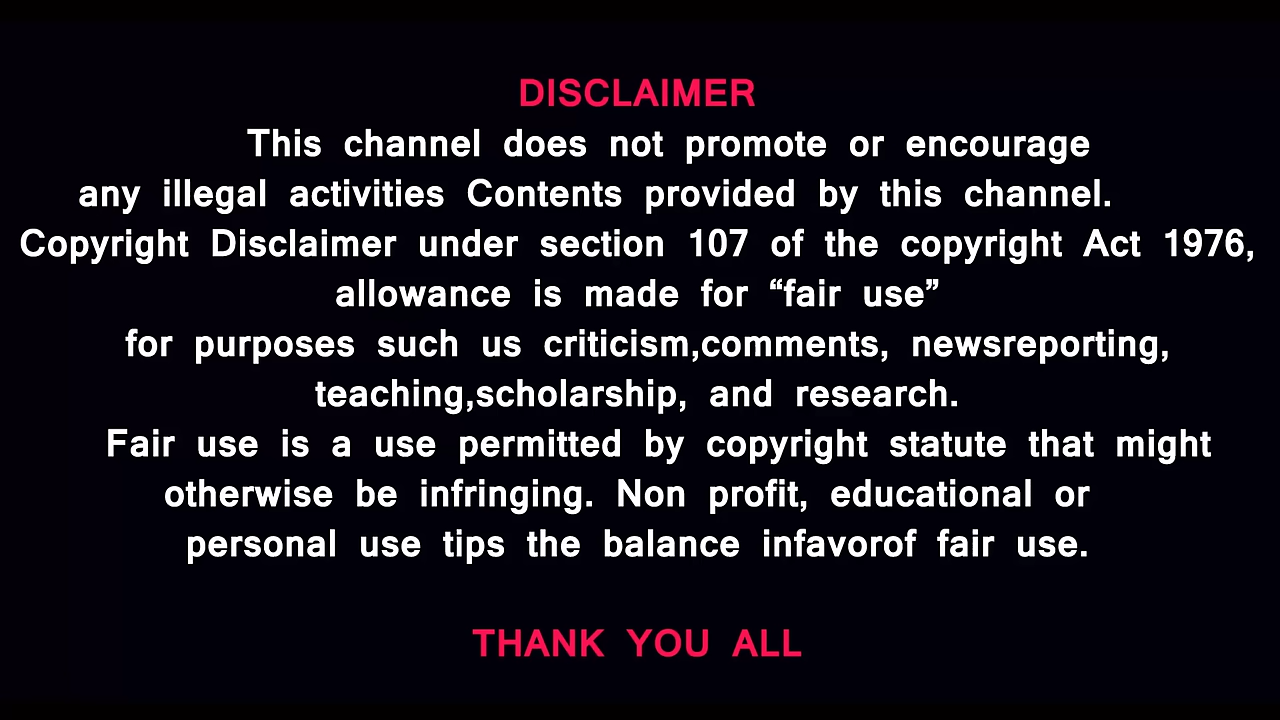 DISCLAIMER
This channel does not promote or encourage
any illegal activities Contents provided by this channel.
Copyright Disclaimer under section 107 of the copyright Act 1976,
allowance is made for “fair use”
for purposes such us criticism,comments, newsreporting,
teaching,scholarship, and research.
Fair use is a use permitted by copyright statute that might
otherwise be infringing. Non profit, educational or
personal use tips the balance infavorof fair use.
THANK YOU ALL